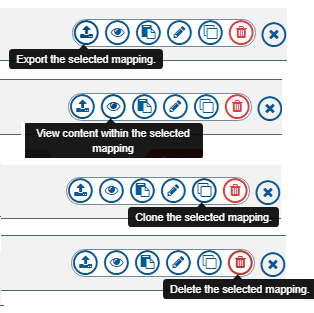 Export the selected mapping.
View content within the selected
mapping
Clone the selected mapping.
Delete the selected mapping.